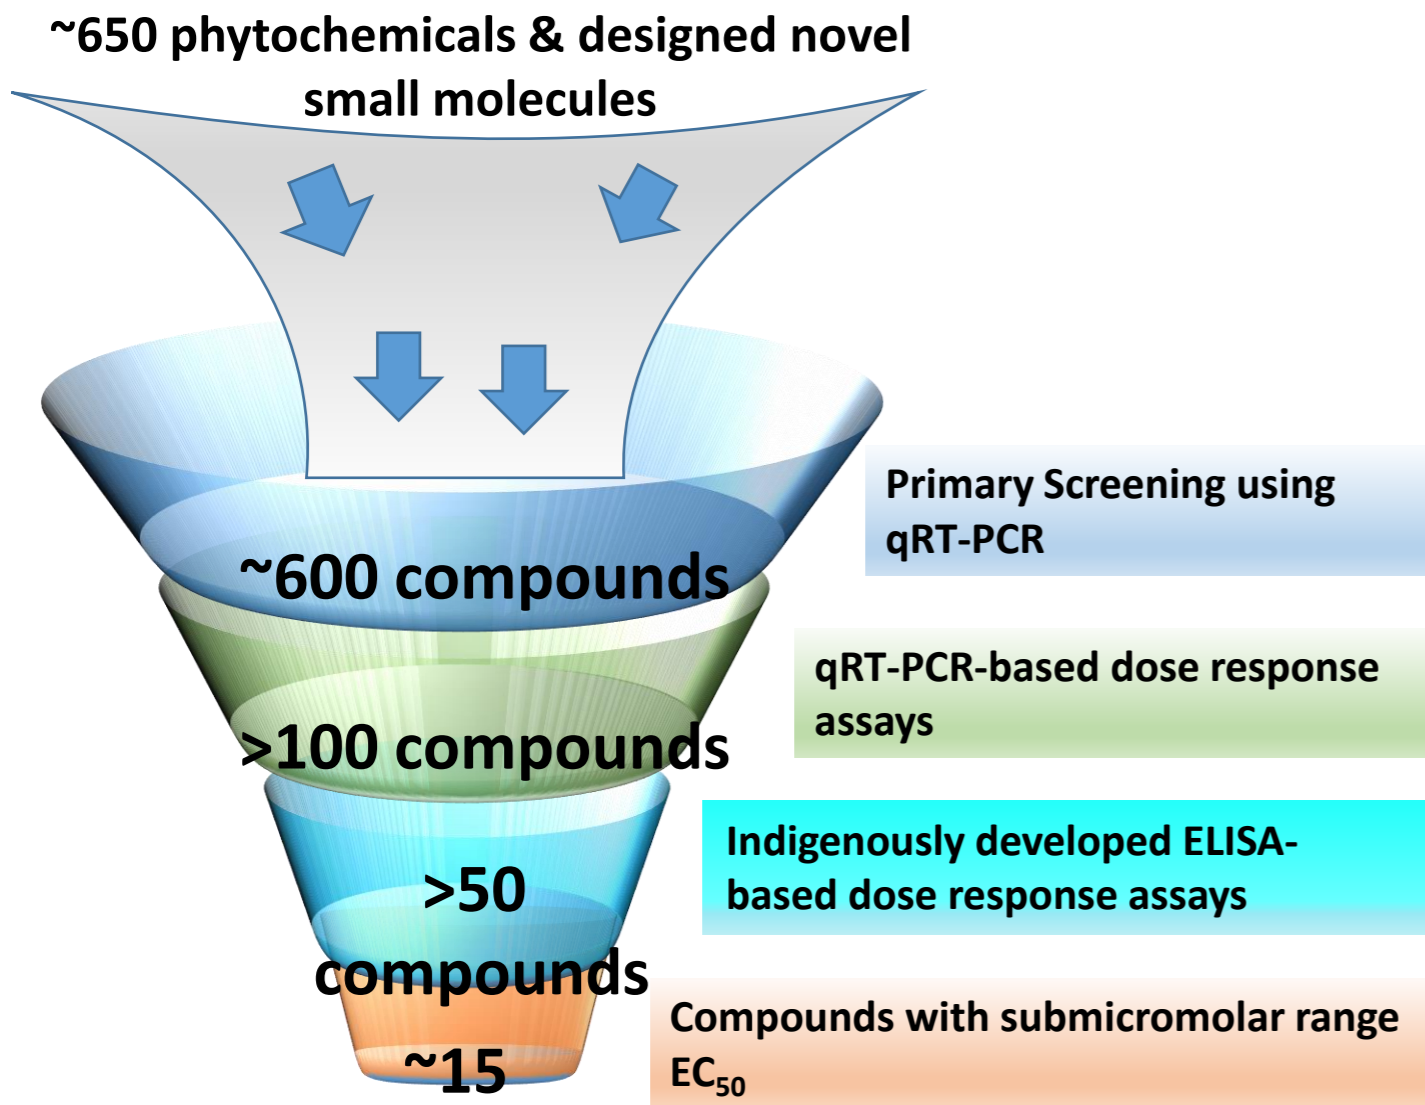 ~650 phytochemicals & designed novel
small molecules
~600 compounds
Primary Screening using
qRT-PCR
>100 compounds
qRT-PCR-based dose response
assays
>50
compounds
Indigenously developed ELISA-
based dose response assays
~15
Compounds with submicromolar range
EC₅₀